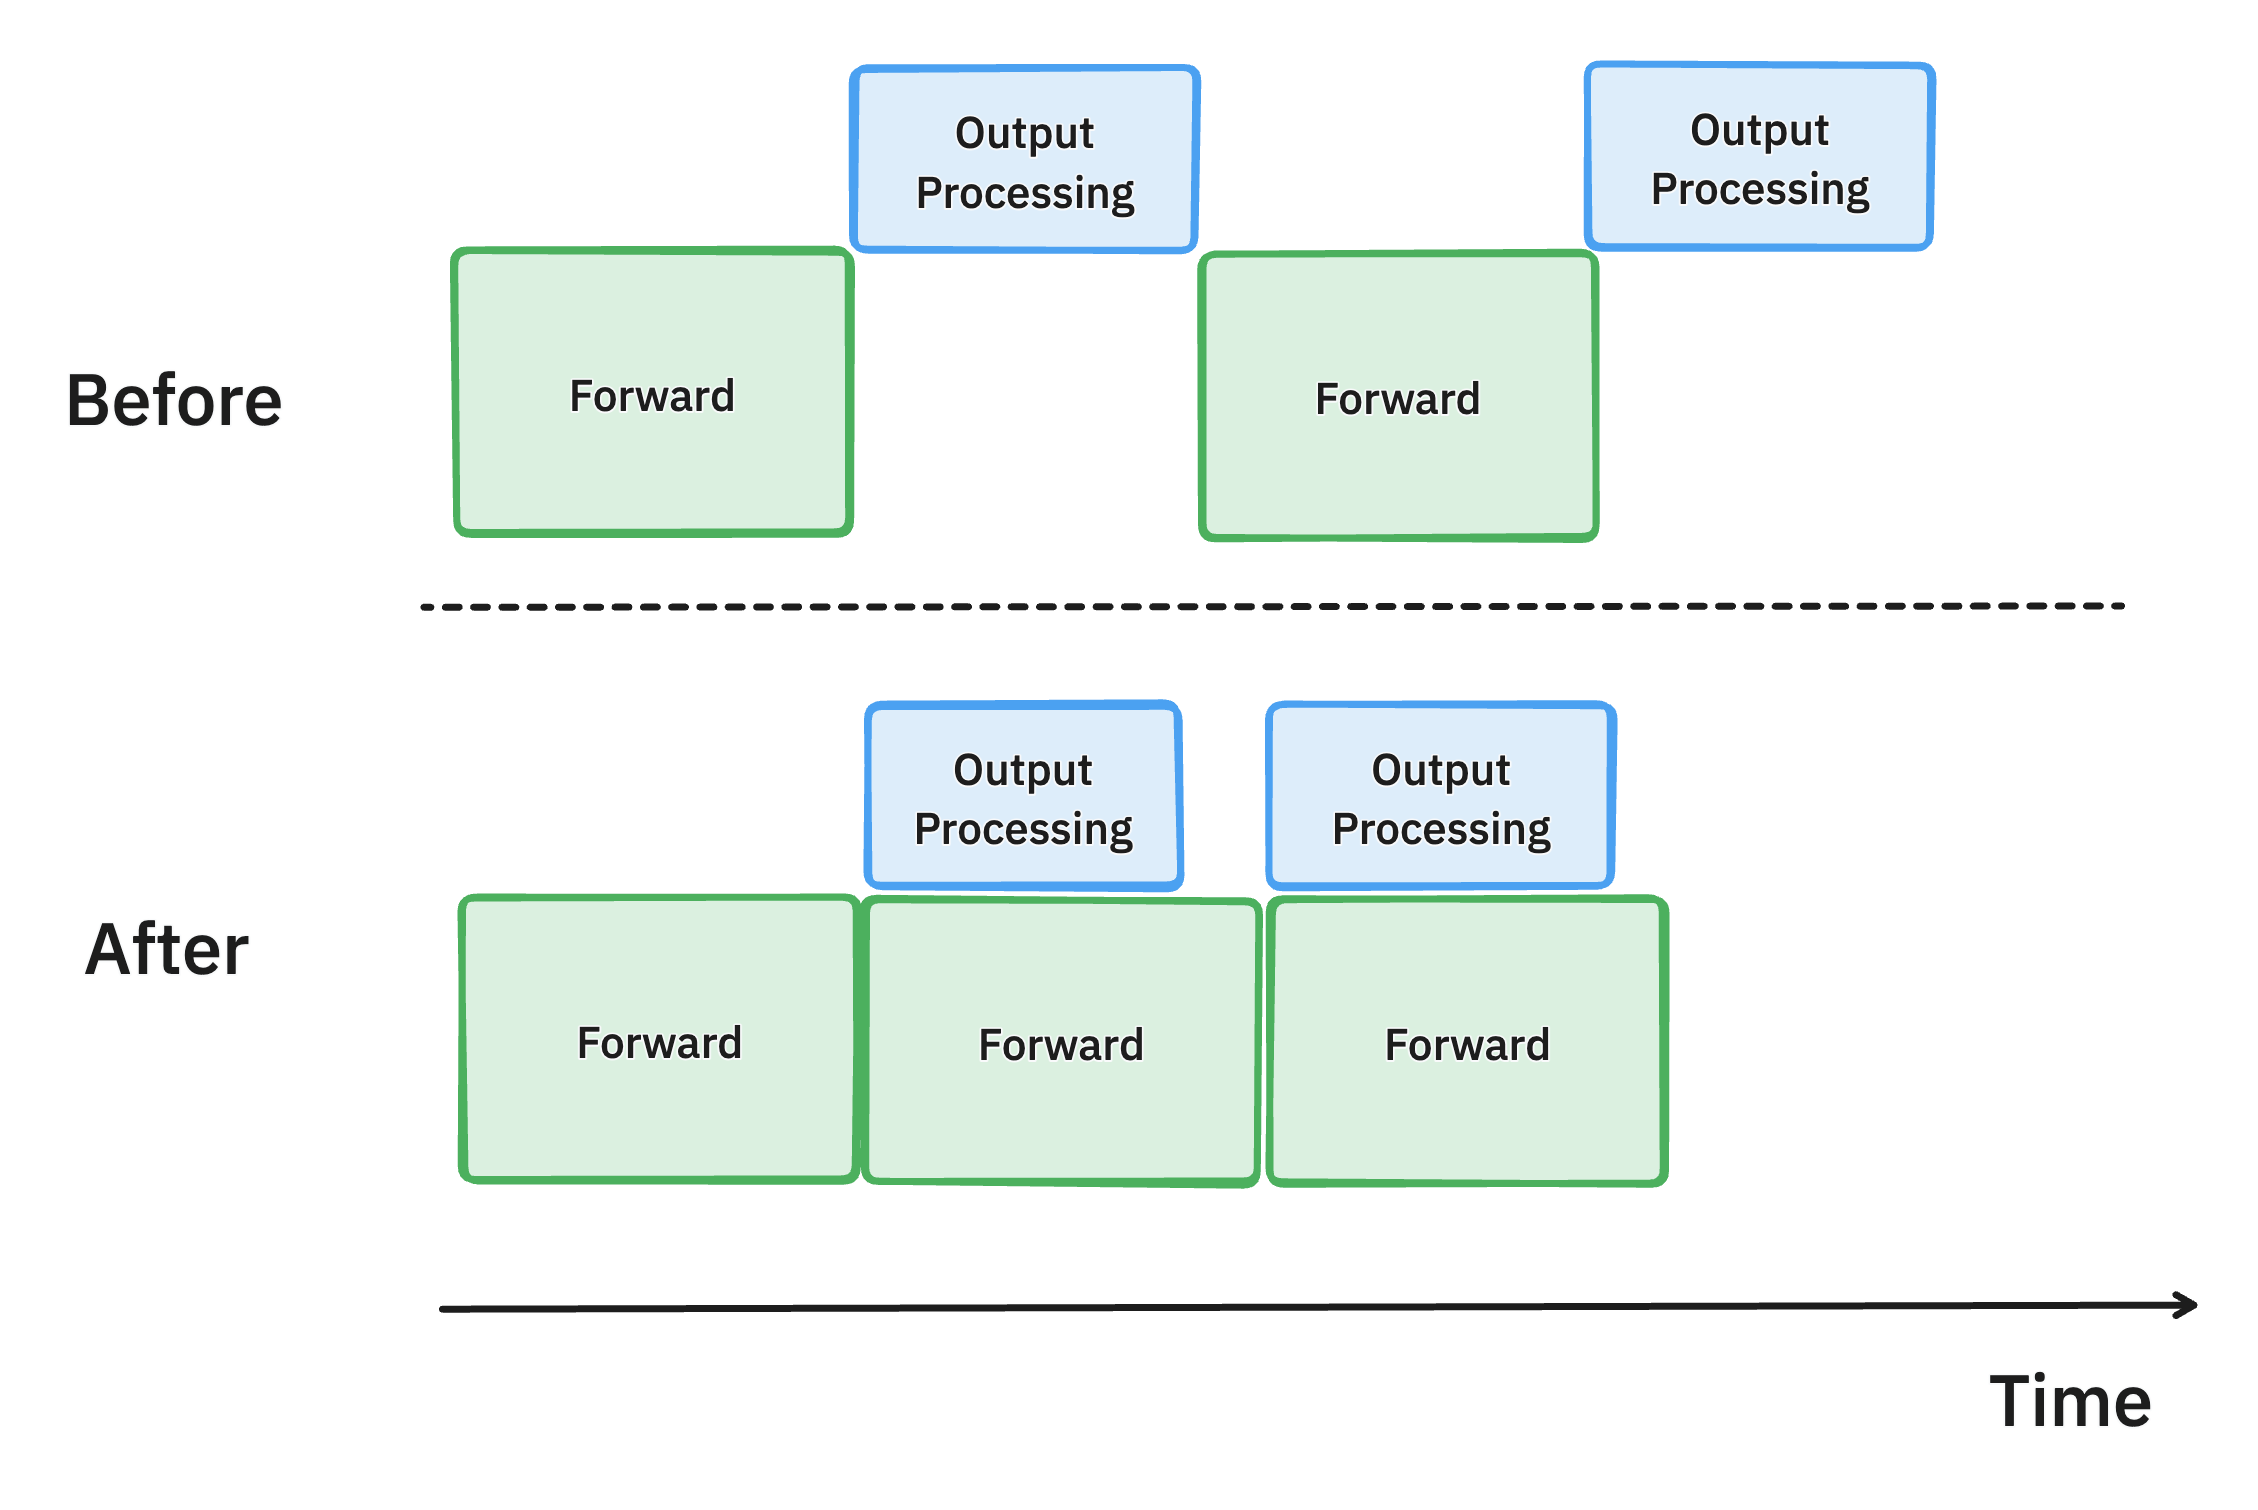 Before
Output
Processing
Output
Processing
Forward
Forward
After
Output
Processing
Output
Processing
Forward
Forward
Forward
Time